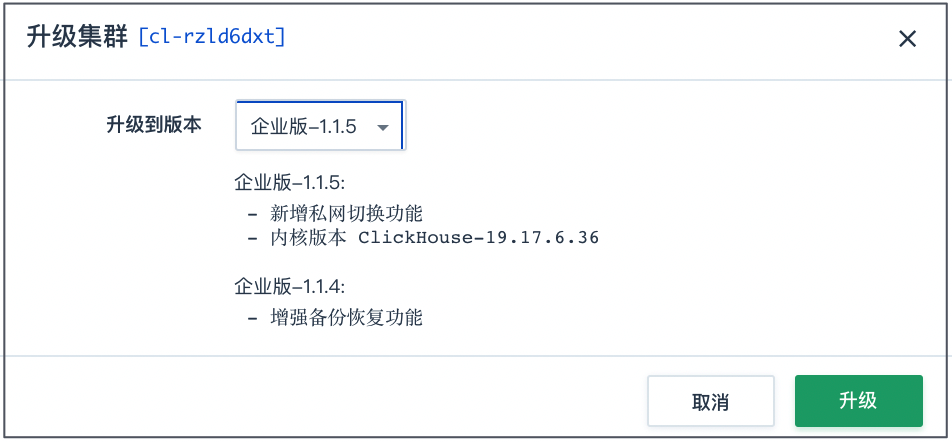 升级集群 [cl-rzld6dxt]
升级到版本 企业版-1.1.5
企业版-1.1.5:
- 新增私网切换功能
- 内核版本 ClickHouse-19.17.6.36
企业版-1.1.4:
- 增强备份恢复功能
取消 升级